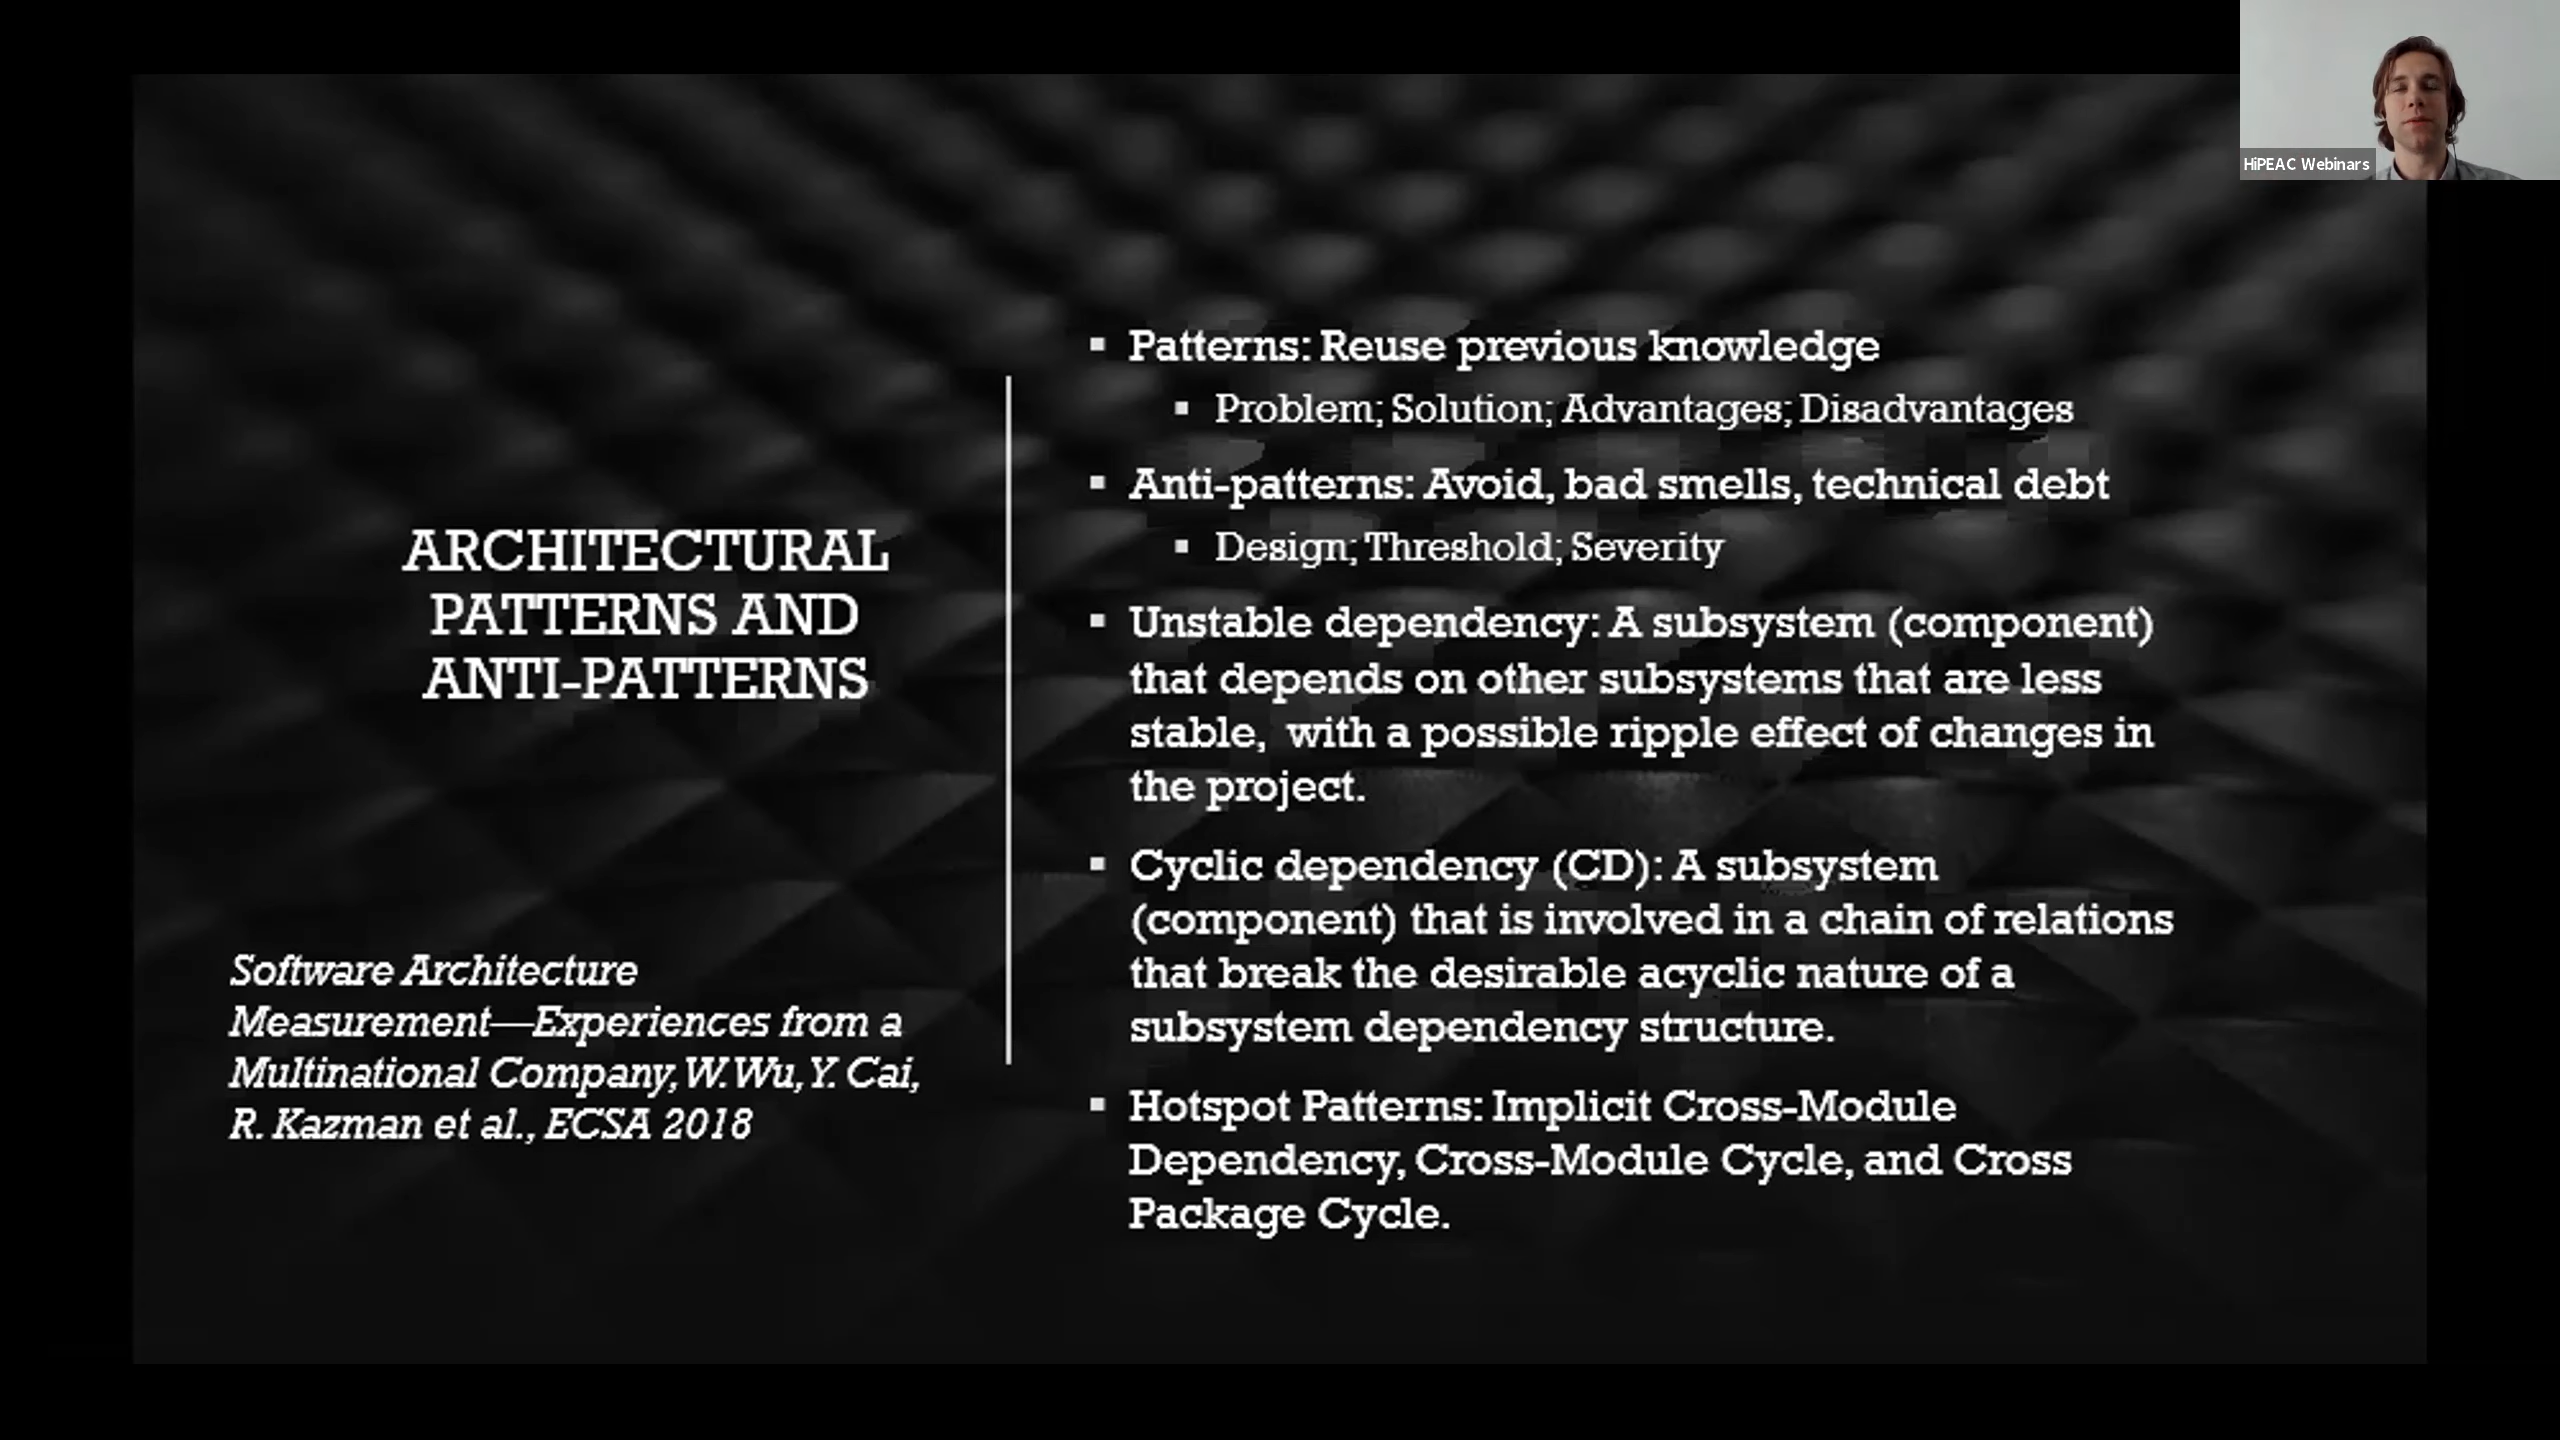 HiPEAC Webinars
ARCHITECTURAL
PATTERNS AND
ANTI-PATTERNS
Software Architecture
Measurement—Experiences from a
Multinational Company, W. Wu, Y. Cai,
R. Kazman et al., ECSA 2018
▪ Patterns: Reuse previous knowledge
▪ Problem; Solution; Advantages; Disadvantages
▪ Anti-patterns: Avoid, bad smells, technical debt
▪ Design; Threshold; Severity
▪ Unstable dependency: A subsystem (component)
that depends on other subsystems that are less
stable, with a possible ripple effect of changes in
the project.
▪ Cyclic dependency (CD): A subsystem
(component) that is involved in a chain of relations
that break the desirable acyclic nature of a
subsystem dependency structure.
▪ Hotspot Patterns: Implicit Cross-Module
Dependency, Cross-Module Cycle, and Cross
Package Cycle.